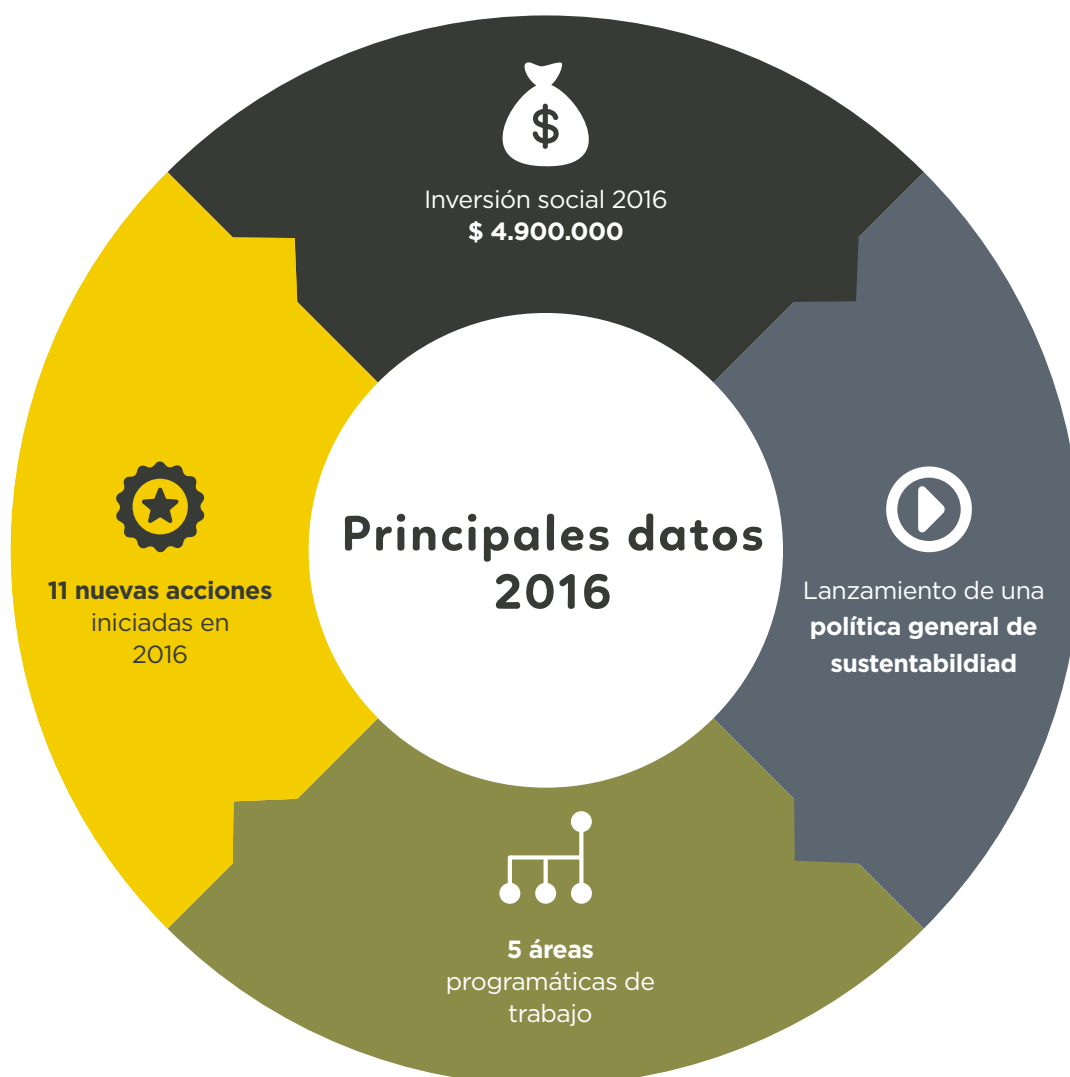 $
Inversión social 2016
$ 4.900.000
Principales datos
2016
11 nuevas acciones
iniciadas en
2016
Lanzamiento de una
política general de
sustentabildiad
5 áreas
programáticas de
trabajo